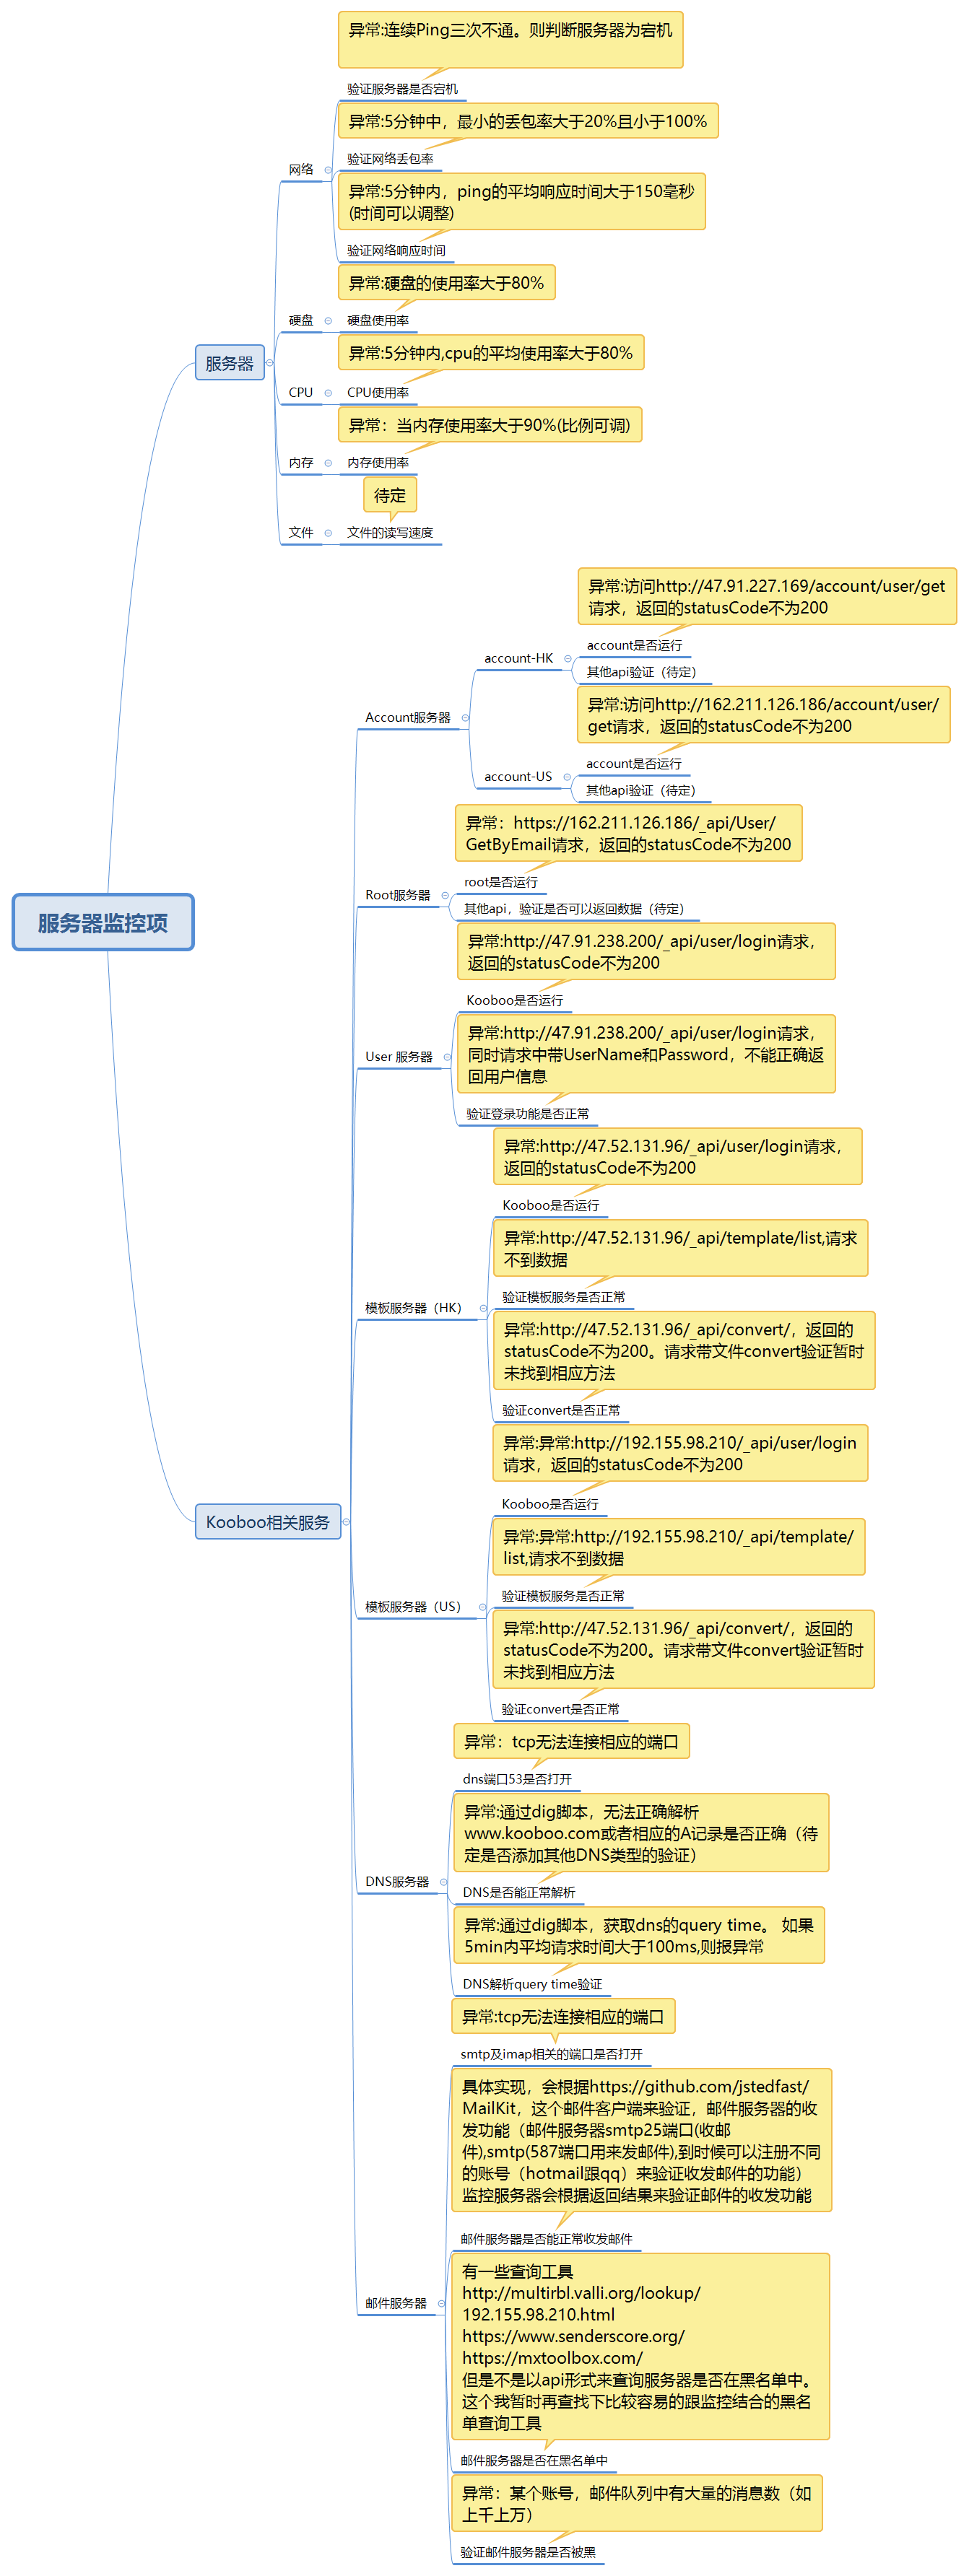 异常:连续Ping三次不通。则判断服务器为宕机
验证服务器是否宕机
异常:5分钟中，最小的丢包率大于20%且小于100%
验证网络丢包率
网络
异常:5分钟内，ping的平均响应时间大于150毫秒
(时间可以调整)
验证网络响应时间
异常:硬盘的使用率大于80%
硬盘
硬盘使用率
异常:5分钟内,cpu的平均使用率大于80%
服务器
CPU
CPU使用率
异常：当内存使用率大于90%(比例可调)
内存
内存使用率
待定
文件
文件的读写速度
异常:访问http://47.91.227.169/account/user/get
请求，返回的statusCode不为200
account是否运行
account-HK
其他api验证（待定）
异常:访问http://162.211.126.186/account/user/
get请求，返回的statusCode不为200
Account服务器
account是否运行
account-US
其他api验证（待定）
异常：https://162.211.126.186/_api/User/
GetByEmail请求，返回的statusCode不为200
root是否运行
Root服务器
其他api，验证是否可以返回数据（待定）
服务器监控项
异常:http://47.91.238.200/_api/user/login请求，
返回的statusCode不为200
Kooboo是否运行
异常:http://47.91.238.200/_api/user/login请求，
同时请求中带UserName和Password，不能正确返
回用户信息
User 服务器
验证登录功能是否正常
异常:http://47.52.131.96/_api/user/login请求，
返回的statusCode不为200
Kooboo是否运行
异常:http://47.52.131.96/_api/template/list,请求
不到数据
验证模板服务是否正常
模板服务器（HK）
异常:http://47.52.131.96/_api/convert/，返回的
statusCode不为200。请求带文件convert验证暂时
未找到相应方法
验证convert是否正常
异常:异常:http://192.155.98.210/_api/user/login
请求，返回的statusCode不为200
Kooboo是否运行
Kooboo相关服务
异常:异常:http://192.155.98.210/_api/template/
list,请求不到数据
验证模板服务是否正常
模板服务器（US）
异常:http://47.52.131.96/_api/convert/，返回的
statusCode不为200。请求带文件convert验证暂时
未找到相应方法
验证convert是否正常
异常：tcp无法连接相应的端口
dns端口53是否打开
异常:通过dig脚本，无法正确解析
www.kooboo.com或者相应的A记录是否正确（待
定是否添加其他DNS类型的验证）
DNS服务器
DNS是否能正常解析
异常:通过dig脚本，获取dns的query time。 如果
5min内平均请求时间大于100ms,则报异常
DNS解析query time验证
异常:tcp无法连接相应的端口
smtp及imap相关的端口是否打开
具体实现，会根据https://github.com/jstedfast/
MailKit，这个邮件客户端来验证，邮件服务器的收
发功能（邮件服务器smtp25端口(收邮
件),smtp(587端口用来发邮件),到时候可以注册不同
的账号（hotmail跟qq）来验证收发邮件的功能）
监控服务器会根据返回结果来验证邮件的收发功能
邮件服务器是否能正常收发邮件
有一些查询工具
http://multirbl.valli.org/lookup/
192.155.98.210.html
https://www.senderscore.org/
https://mxtoolbox.com/
但是不是以api形式来查询服务器是否在黑名单中。
这个我暂时再查找下比较容易的跟监控结合的黑名
单查询工具
邮件服务器
邮件服务器是否在黑名单中
异常：某个账号，邮件队列中有大量的消息数（如
上千上万）
验证邮件服务器是否被黑